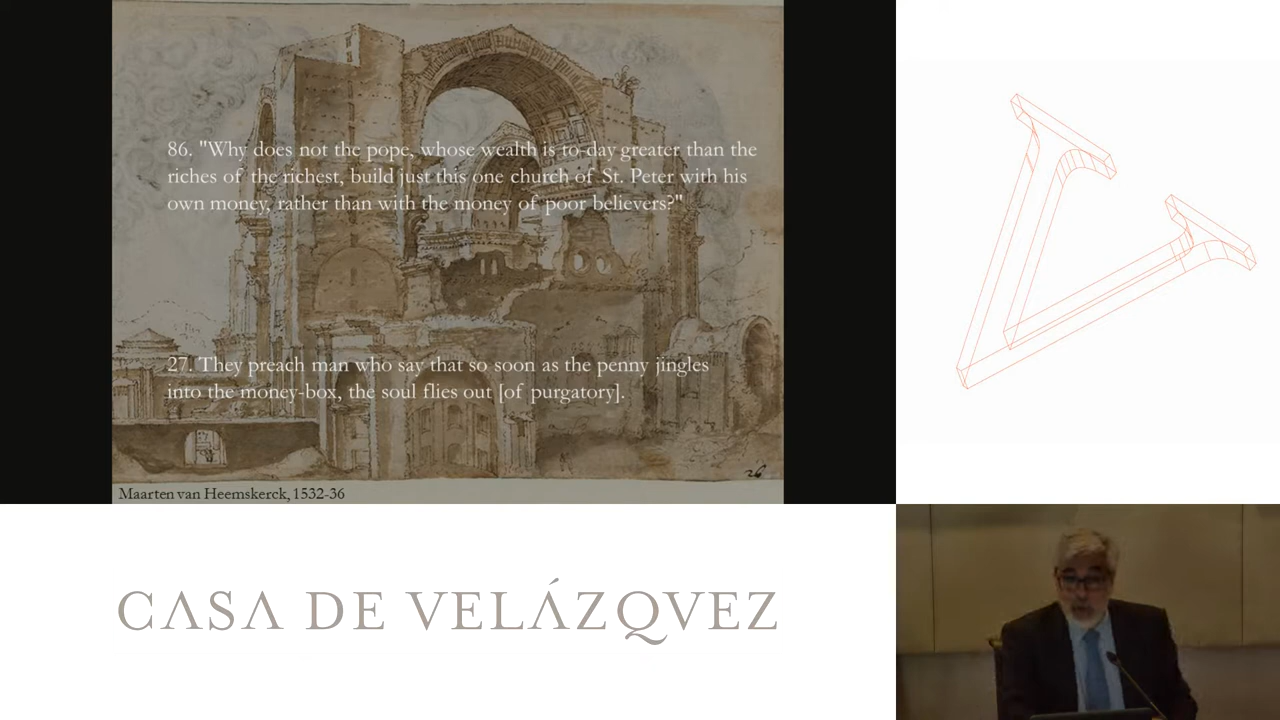 86. "Why does not the pope, whose wealth is to-day greater than the
riches of the richest, build just this one church of St. Peter with his
own money, rather than with the money of poor believers?"
27. They preach man who say that so soon as the penny jingles
into the money-box, the soul flies out [of purgatory].
26
Maarten van Heemskerck, 1532-36
CASA DE VELÁZQVEZ